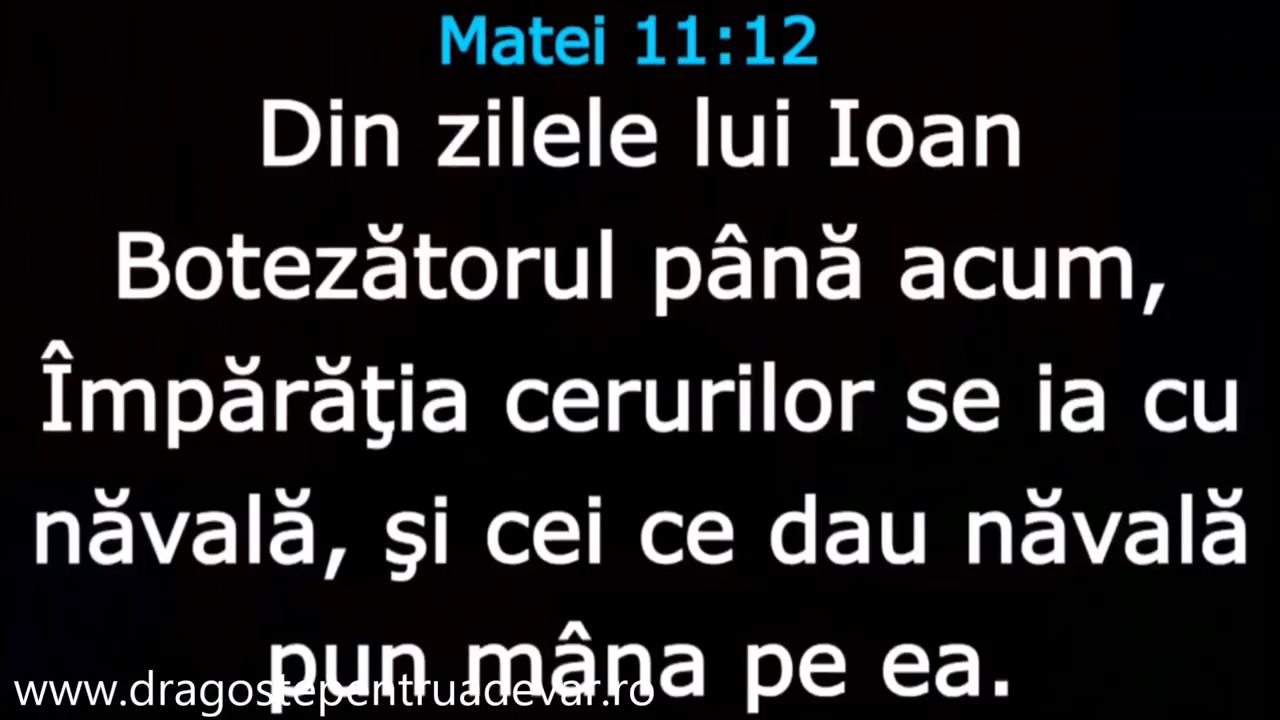 Matei 11:12
Din zilele lui Ioan
Botezătorul până acum,
Împărăţia cerurilor se ia cu
năvală, şi cei ce dau năvală
pun mâna pe ea.
www.dragostepentruadevar.ro